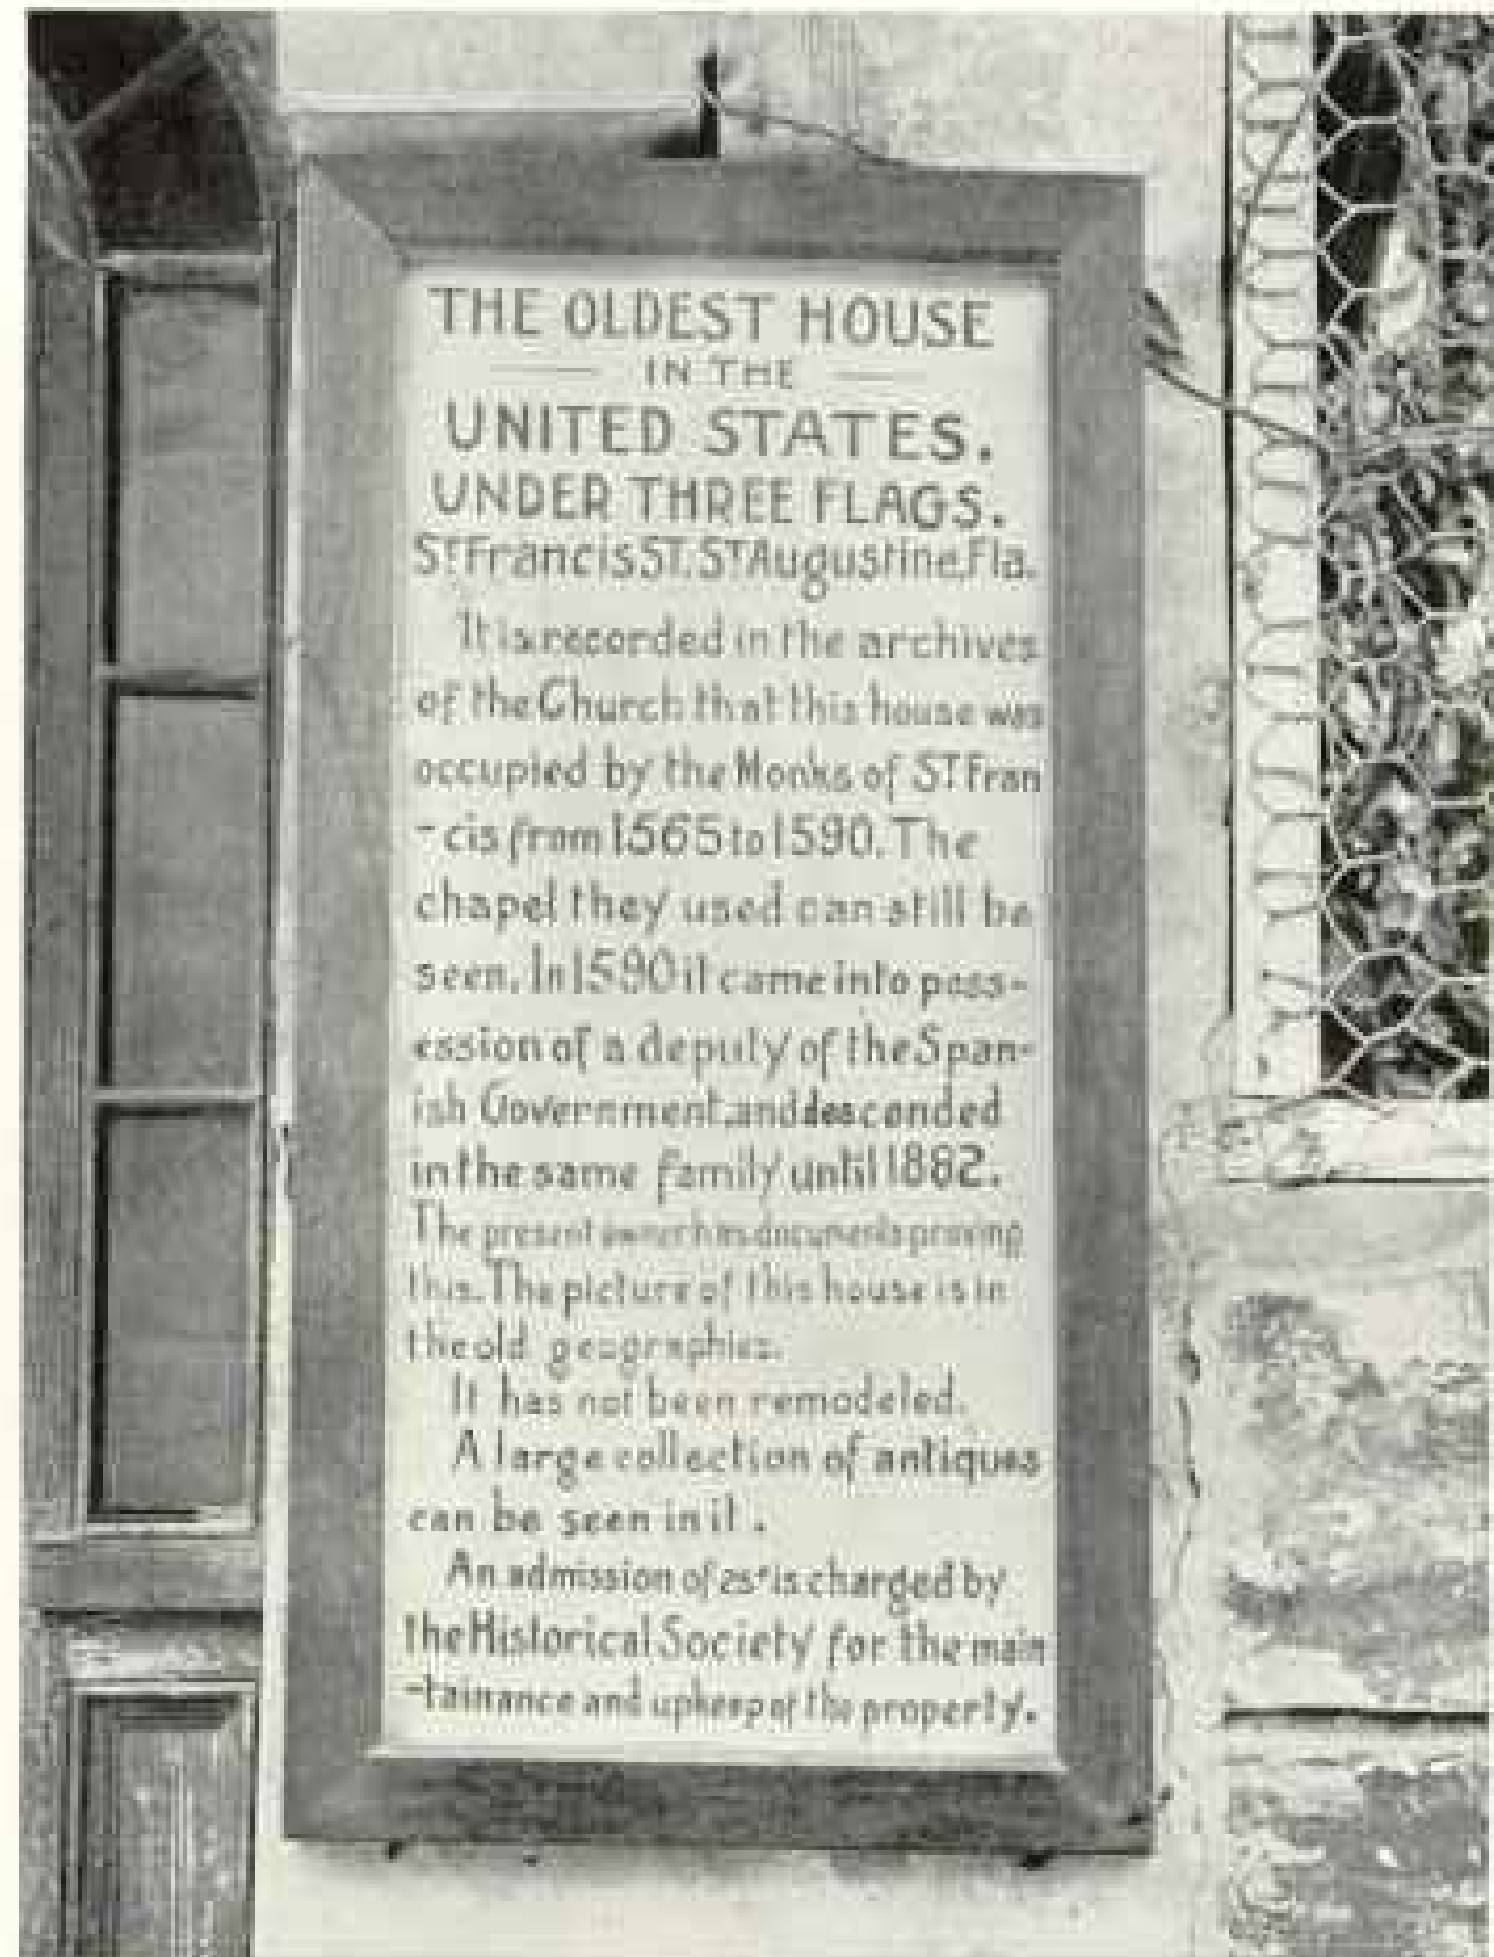 THE OLDEST HOUSE
IN THE
UNITED STATES.
UNDER THREE FLAGS.
ST Francis ST. ST Augustine, Fla.
It is recorded in the archives
of the Church that this house was
occupied by the Monks of ST Fran
-cis from 1565 to 1590. The
chapel they used can still be
seen. In 1590 it came into poss-
ession of a deputy of the Span-
ish Government, and descended
in the same family until 1882.
The present owner has documents proving
this. The picture of this house is in
the old geographies.
It has not been remodeled.
A large collection of antiques
can be seen in it.
An admission of 25¢ is charged by
the Historical Society for the main
-tainance and upkeep of the property.